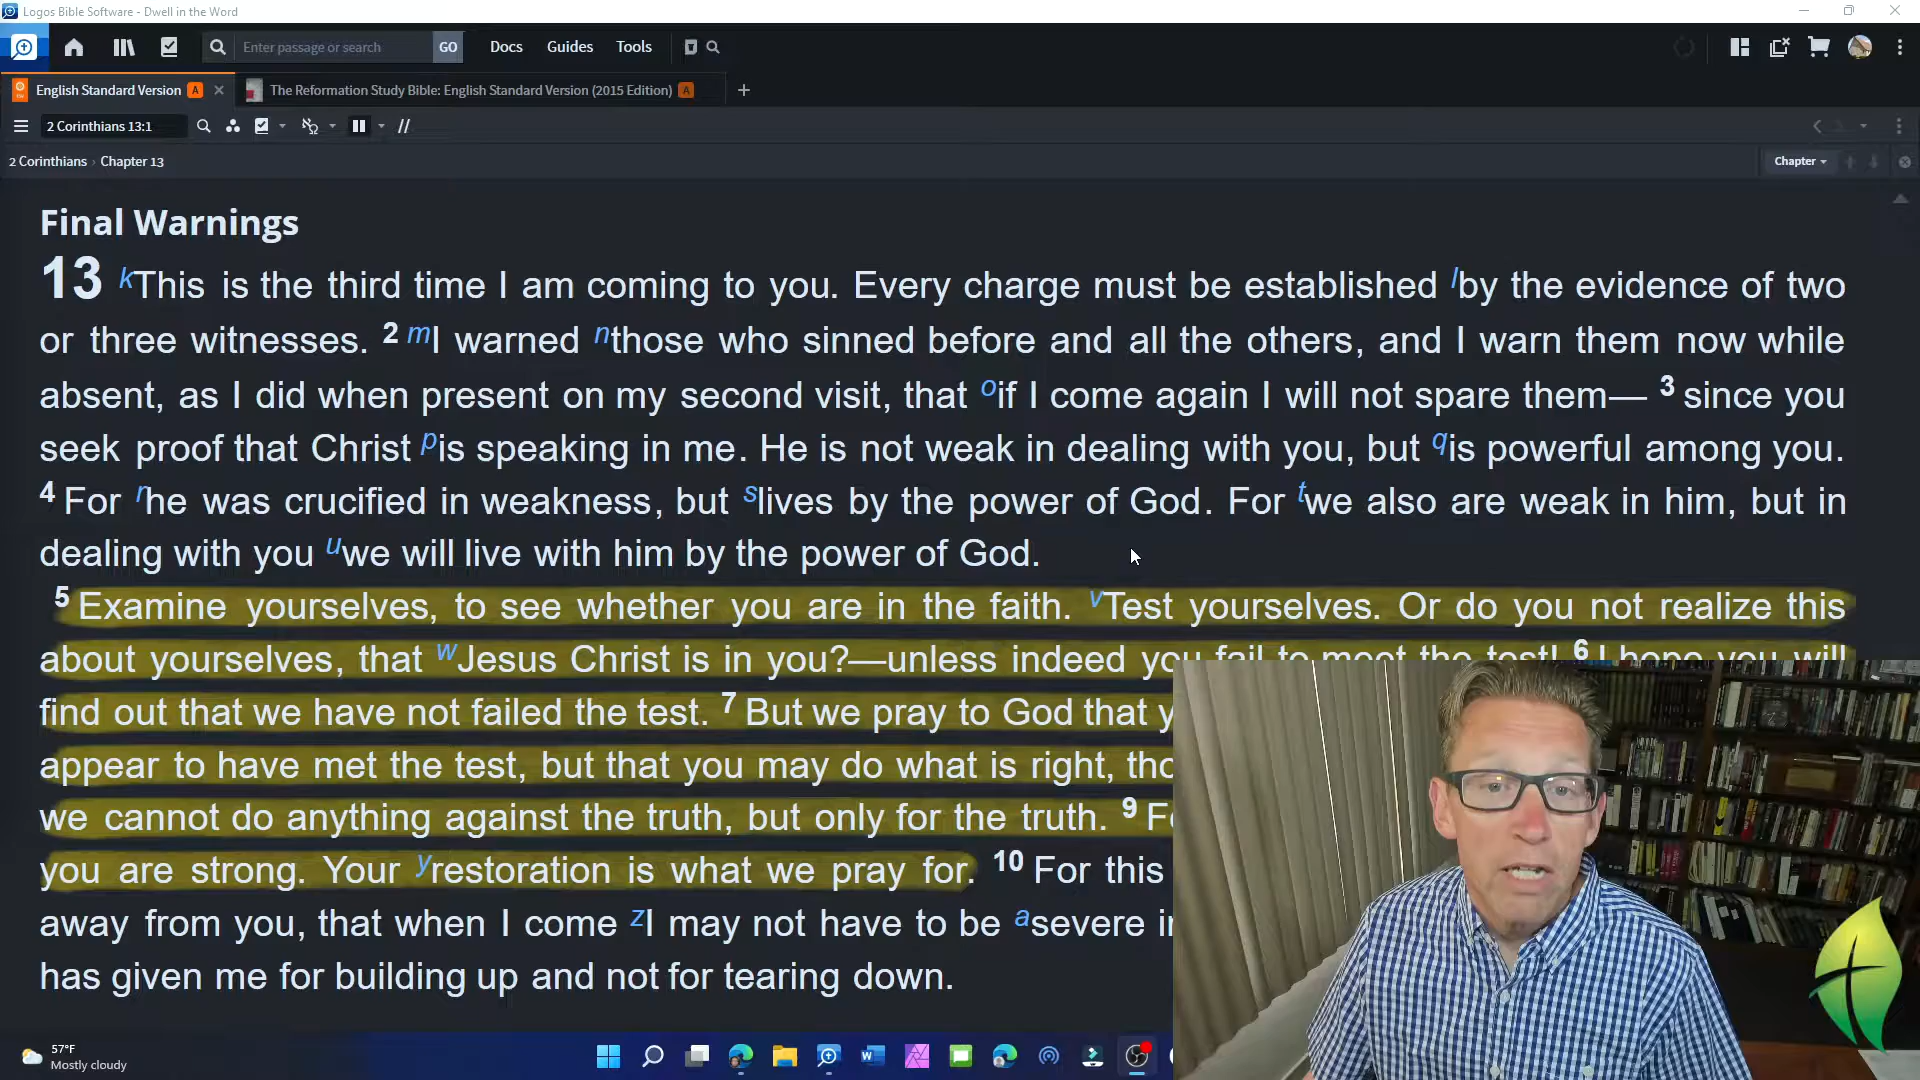 Logos Bible Software - Dwell in the Word
Enter passage or search GO Docs Guides Tools
English Standard Version A The Reformation Study Bible: English Standard Version (2015 Edition) A
2 Corinthians 13:1
2 Corinthians › Chapter 13 Chapter
Final Warnings
13 kThis is the third time I am coming to you. Every charge must be established lby the evidence of two
or three witnesses. 2 mI warned nthose who sinned before and all the others, and I warn them now while
absent, as I did when present on my second visit, that oif I come again I will not spare them— 3 since you
seek proof that Christ pis speaking in me. He is not weak in dealing with you, but qis powerful among you.
4 For rhe was crucified in weakness, but slives by the power of God. For twe also are weak in him, but in
dealing with you uwe will live with him by the power of God.
5 Examine yourselves, to see whether you are in the faith. vTest yourselves. Or do you not realize this
about yourselves, that wJesus Christ is in you?—unless indeed you fail to meet the test! 6 I hope you will
find out that we have not failed the test. 7 But we pray to God that
appear to have met the test, but that you may do what is right,
we cannot do anything against the truth, but only for the truth. 9
you are strong. Your yrestoration is what we pray for. 10 For this
away from you, that when I come zI may not have to be asevere
has given me for building up and not for tearing down.
57°F
Mostly cloudy